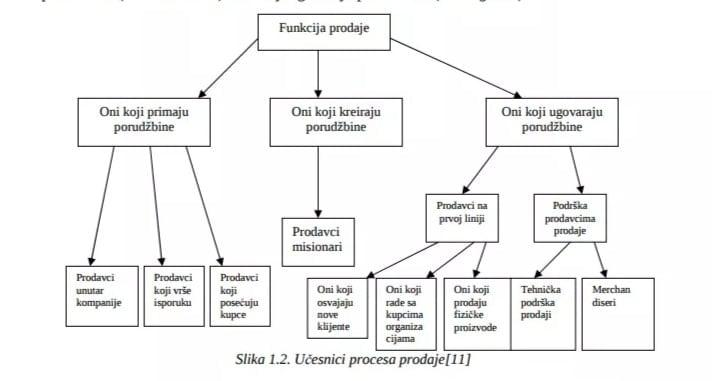 Funkcija prodaje
Oni koji primaju
porudžbine
Oni koji kreiraju
porudžbine
Oni koji ugovaraju
porudžbine
Prodavci na
prvoj liniji
Podrška
prodavcima
prodaje
Prodavci
misionari
Prodavci
unutar
kompanije
Prodavci
koji vrše
isporuku
Prodavci
koji
posećuju
kupce
Oni koji
osvajaju
nove
klijente
Oni koji
rade sa
kupcima
organiza
cijama
Oni koji
prodaju
fizičke
proizvode
Tehnička
podrška
prodaji
Merchan
diseri
Slika 1.2. Učesnici procesa prodaje[11]